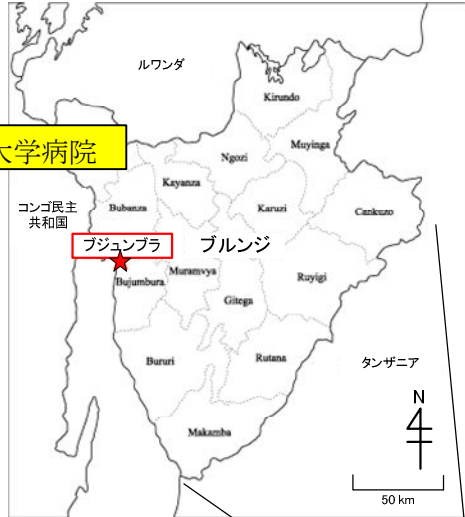 ルワンダ
Kirundo
大学病院
Ngozi
Muyinga
Kayanza
コンゴ民主
共和国
Bubanza
Karuzi
Cankuzo
ブジュンブラ
ブルンジ
Muramvya
Bujumbura
Ruyigi
Gitega
Bururi
Rutana
タンザニア
N
Makamba
50 km